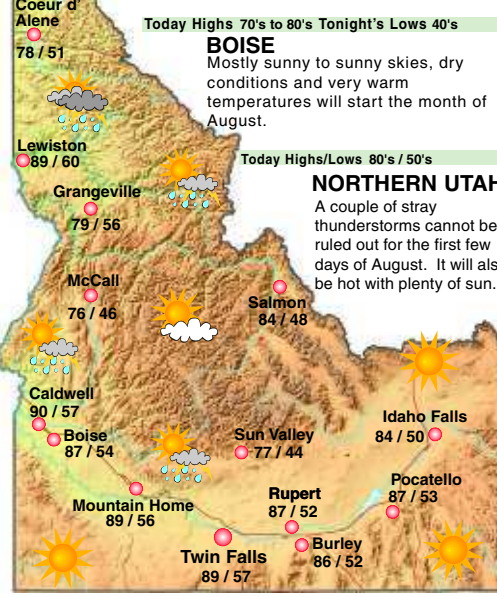 Coeur d'
Alene
78 / 51
Today Highs 70's to 80's Tonight's Lows 40's
BOISE
Mostly sunny to sunny skies, dry
conditions and very warm
temperatures will start the month of
August.
Lewiston
89 / 60
Today Highs/Lows 80's / 50's
NORTHERN UTAH
A couple of stray
thunderstorms cannot be
ruled out for the first few
days of August. It will als
be hot with plenty of sun.
Grangeville
79 / 56
McCall
76 / 46
Salmon
84 / 48
Caldwell
90 / 57
Boise
87 / 54
Sun Valley
77 / 44
Idaho Falls
84 / 50
Mountain Home
89 / 56
Rupert
87 / 52
Pocatello
87 / 53
Twin Falls
89 / 57
Burley
86 / 52